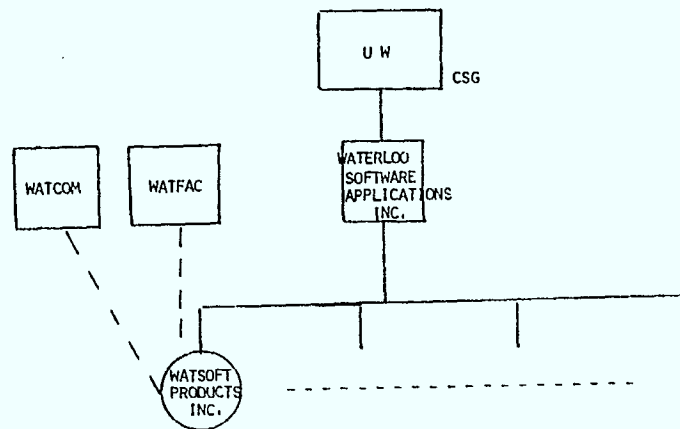 U W
CSG
WATCOM
WATFAC
WATERLOO
SOFTWARE
APPLICATIONS
INC.
WATSOFT
PRODUCTS
INC.